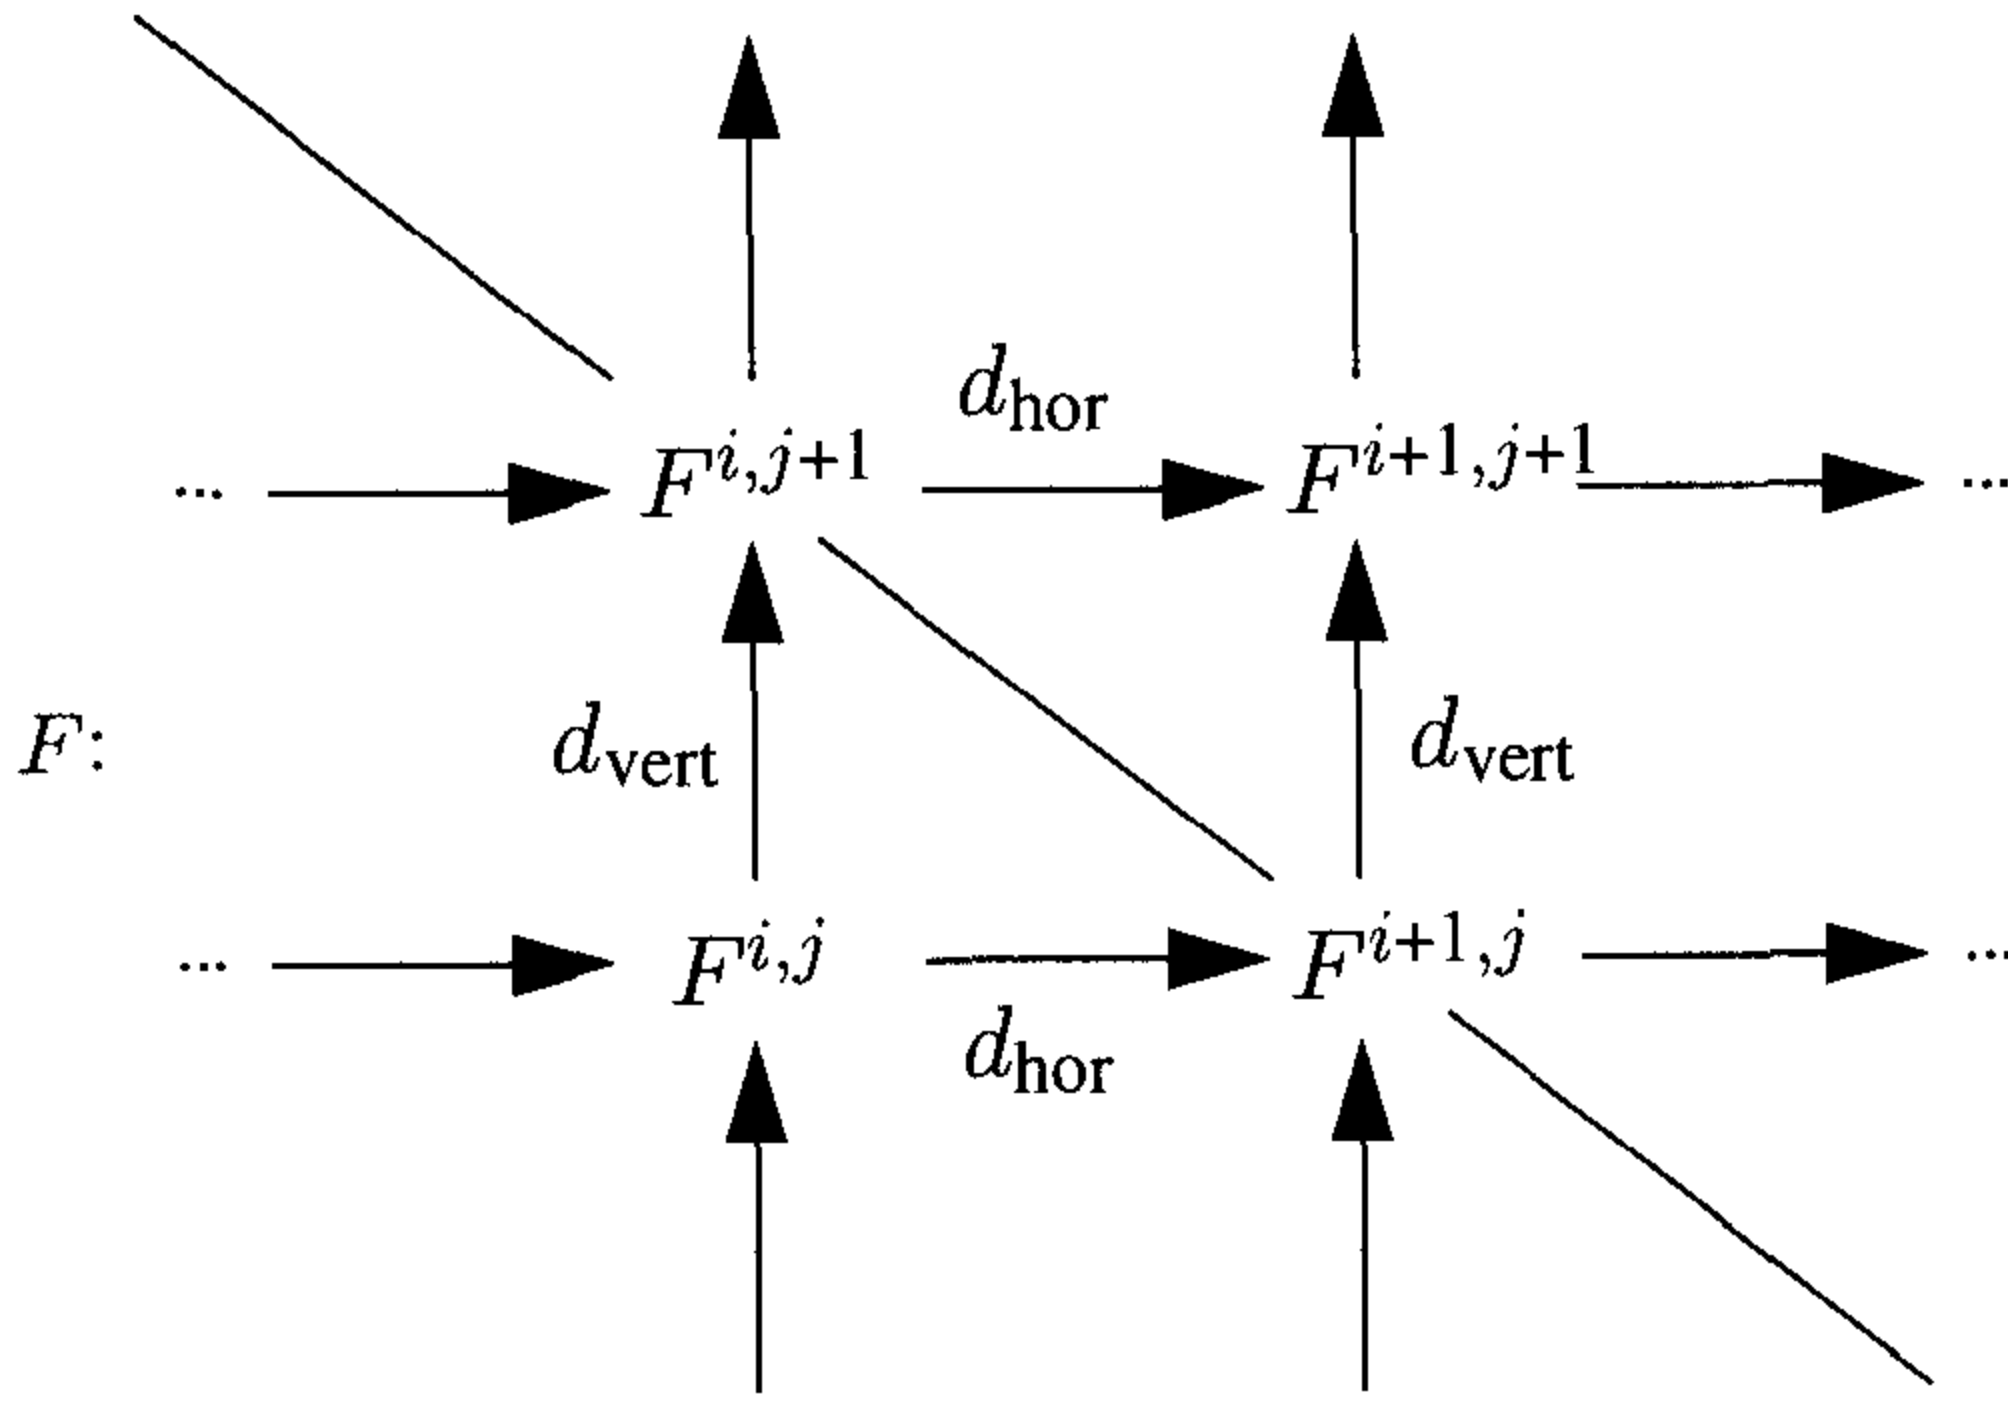 d_hor
... F^{i,j+1} F^{i+1,j+1} ...
F: d_vert d_vert
... F^{i,j} F^{i+1,j} ...
d_hor